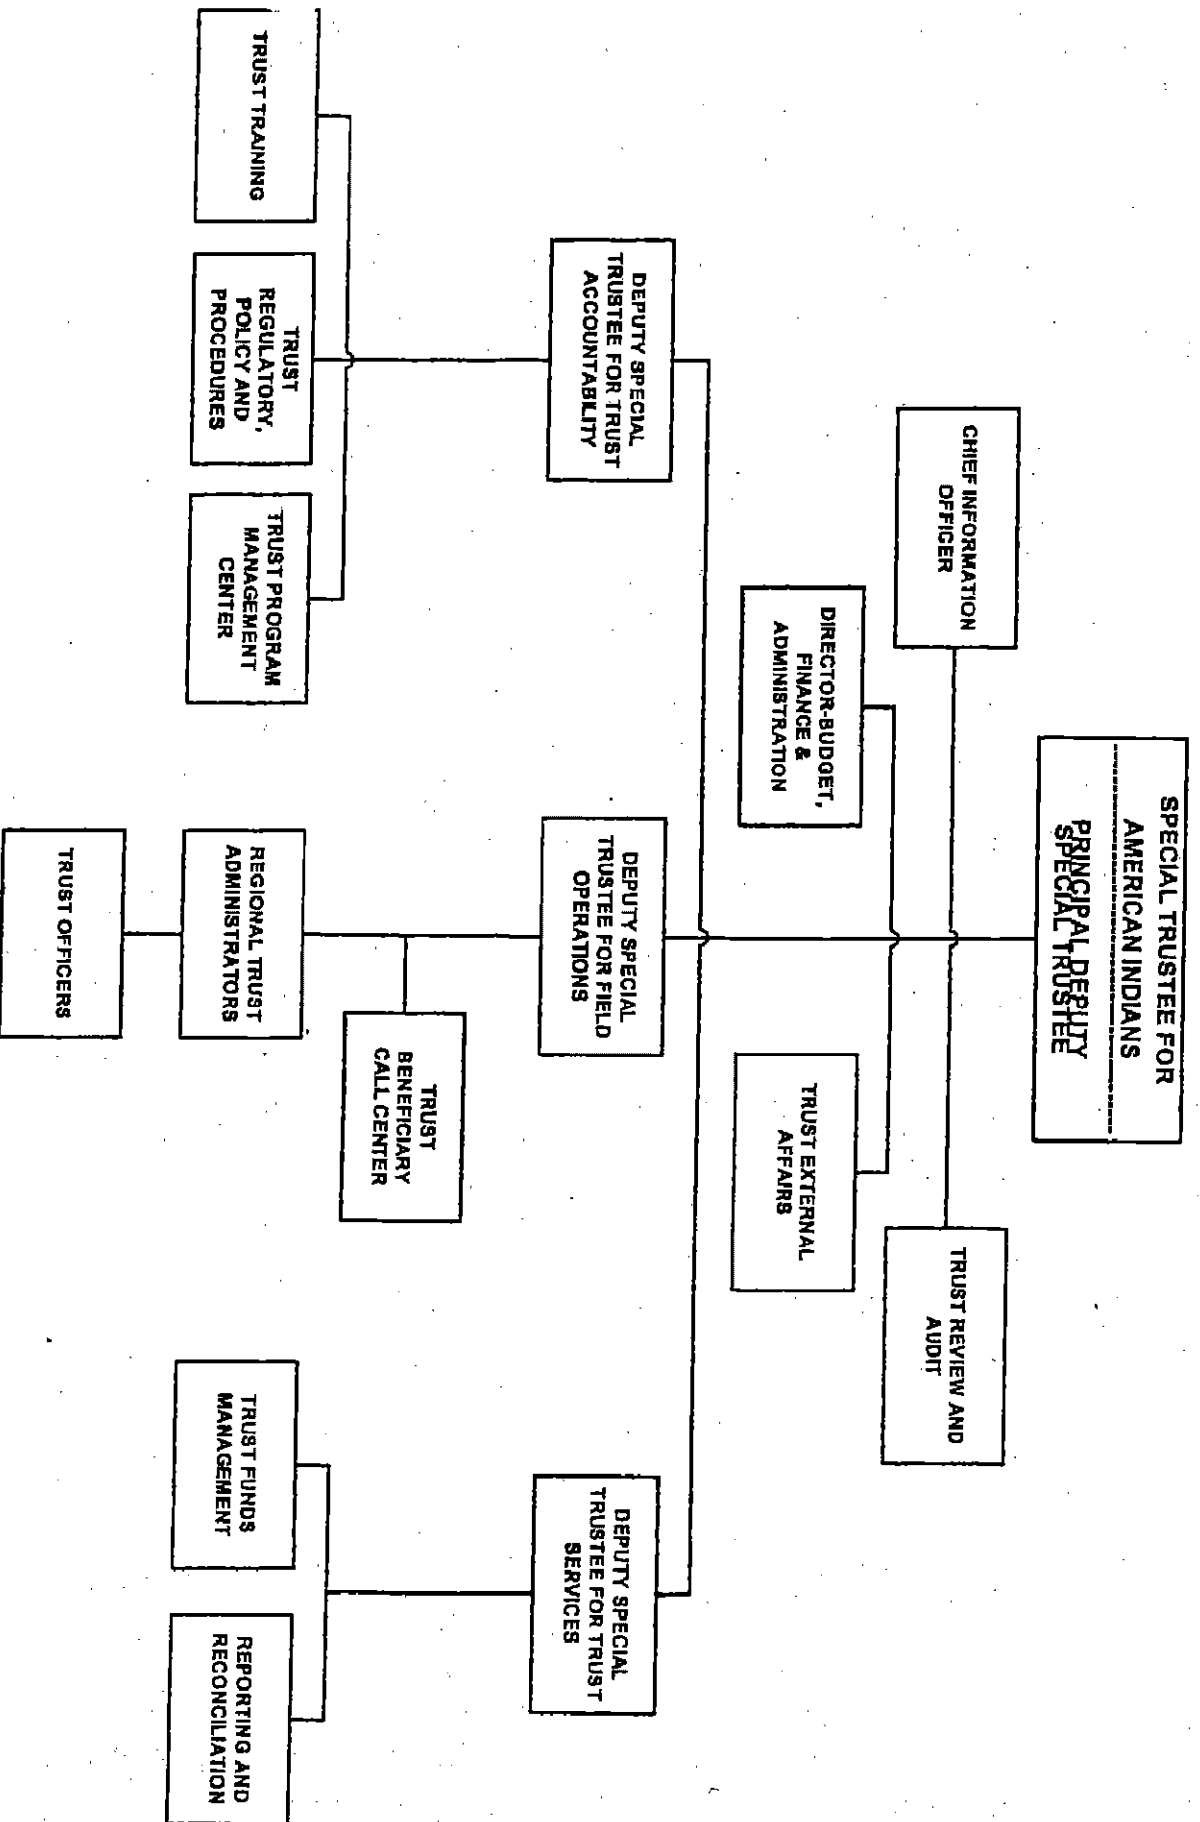 SPECIAL TRUSTEE FOR
AMERICAN INDIANS
PRINCIPAL DEPUTY
SPECIAL TRUSTEE
CHIEF INFORMATION
OFFICER
TRUST REVIEW AND
AUDIT
DIRECTOR-BUDGET,
FINANCE &
ADMINISTRATION
TRUST EXTERNAL
AFFAIRS
DEPUTY SPECIAL
TRUSTEE FOR TRUST
ACCOUNTABILITY
DEPUTY SPECIAL
TRUSTEE FOR FIELD
OPERATIONS
DEPUTY SPECIAL
TRUSTEE FOR TRUST
SERVICES
TRUST
BENEFICIARY
CALL CENTER
TRUST TRAINING
TRUST
REGULATORY,
POLICY AND
PROCEDURES
TRUST PROGRAM
MANAGEMENT
CENTER
REGIONAL TRUST
ADMINISTRATORS
TRUST FUNDS
MANAGEMENT
REPORTING AND
RECONCILIATION
TRUST OFFICERS